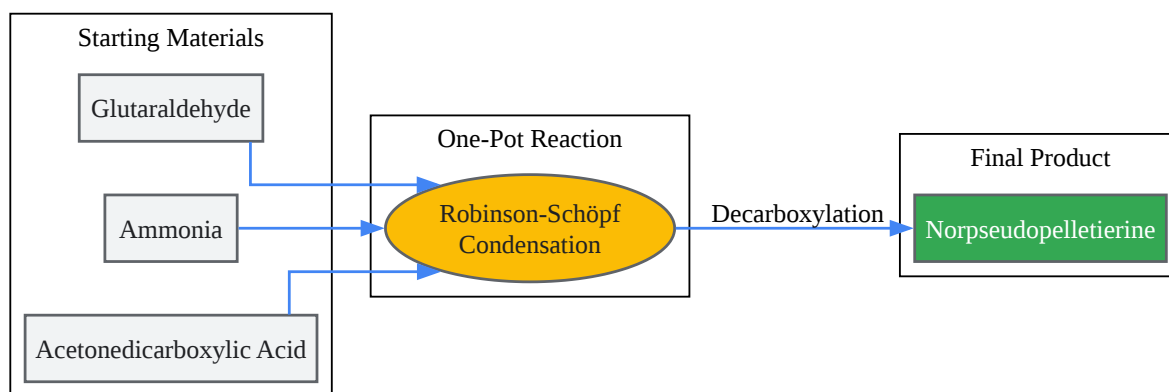 Starting Materials
Glutaraldehyde
Ammonia
Acetonedicarboxylic Acid
One-Pot Reaction
Robinson-Schöpf
Condensation
Decarboxylation
Final Product
Norpseudopelletierine